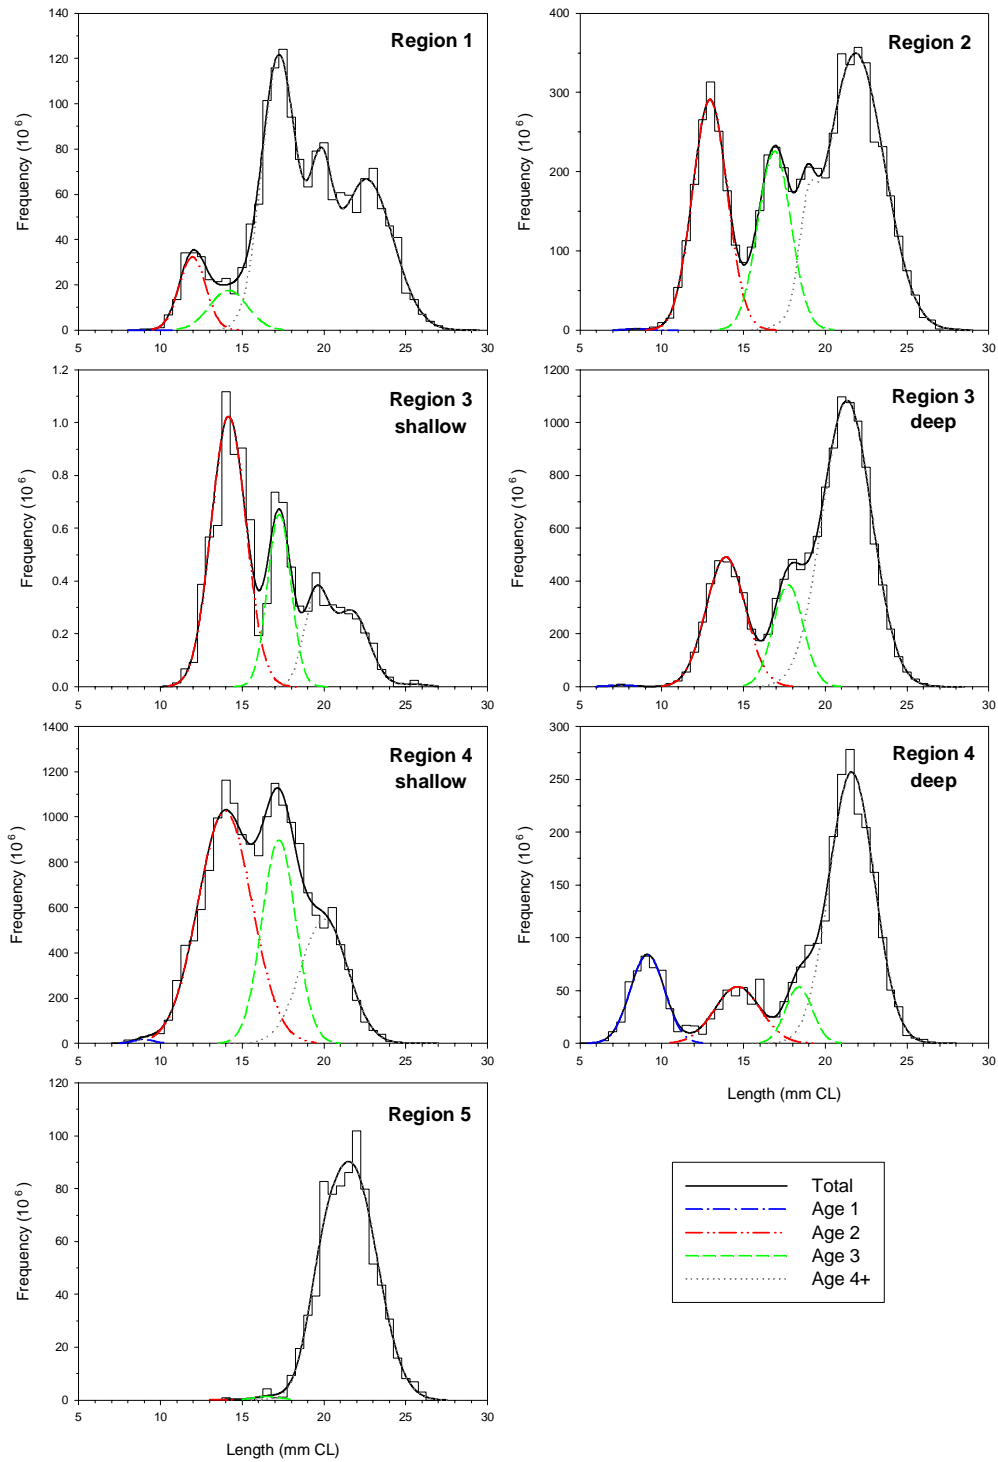 Region 1
Frequency (10 6 )
140
120
100
80
60
40
20
0
5 10 15 20 25 30
Region 2
Frequency (10 6 )
400
300
200
100
0
5 10 15 20 25 30
Region 3
shallow
Frequency (10 6 )
1.2
1.0
0.8
0.6
0.4
0.2
0.0
5 10 15 20 25 30
Region 3
deep
Frequency (10 6 )
1200
1000
800
600
400
200
0
5 10 15 20 25 30
Region 4
shallow
Frequency (10 6 )
1400
1200
1000
800
600
400
200
0
5 10 15 20 25 30
Region 4
deep
Frequency (10 6 )
300
250
200
150
100
50
0
5 10 15 20 25 30
Length (mm CL)
Region 5
Frequency (10 6 )
120
100
80
60
40
20
0
5 10 15 20 25 30
Length (mm CL)
Total
Age 1
Age 2
Age 3
Age 4+